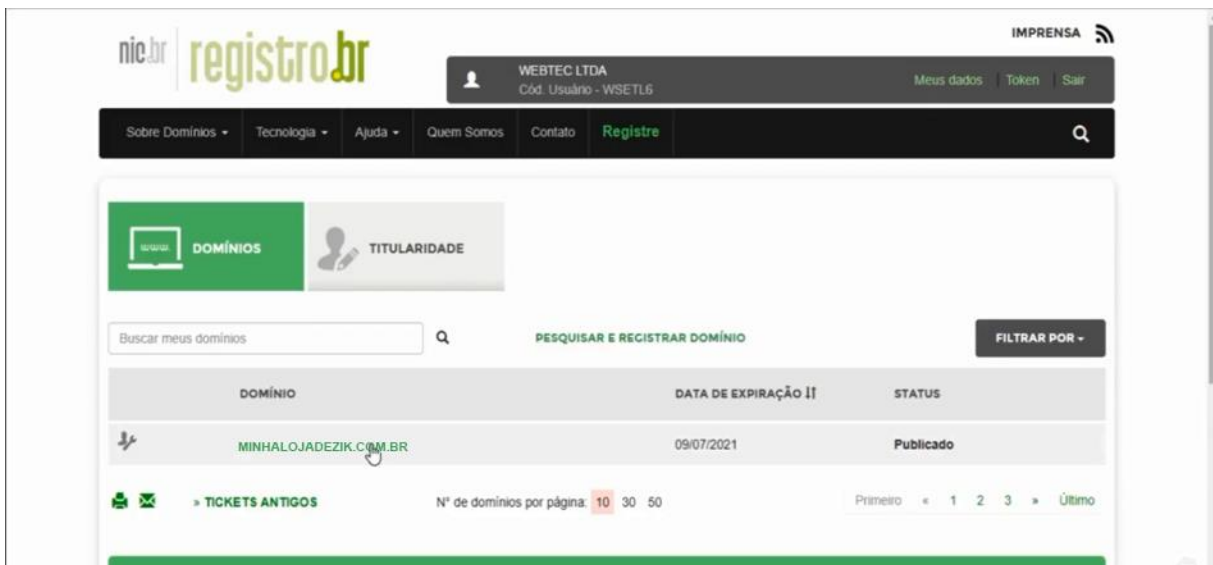 IMPRENSA
nic.br registro.br
WEBTEC LTDA
Cód. Usuário - WSETL6
Meus dados Token Sair
Sobre Domínios Tecnologia Ajuda Quem Somos Contato Registre
www. DOMÍNIOS TITULARIDADE
Buscar meus domínios PESQUISAR E REGISTRAR DOMÍNIO FILTRAR POR
DOMÍNIO DATA DE EXPIRAÇÃO STATUS
MINHALOJADEZIK.COM.BR 09/07/2021 Publicado
» TICKETS ANTIGOS N° de domínios por página: 10 30 50 Primeiro « 1 2 3 » Último